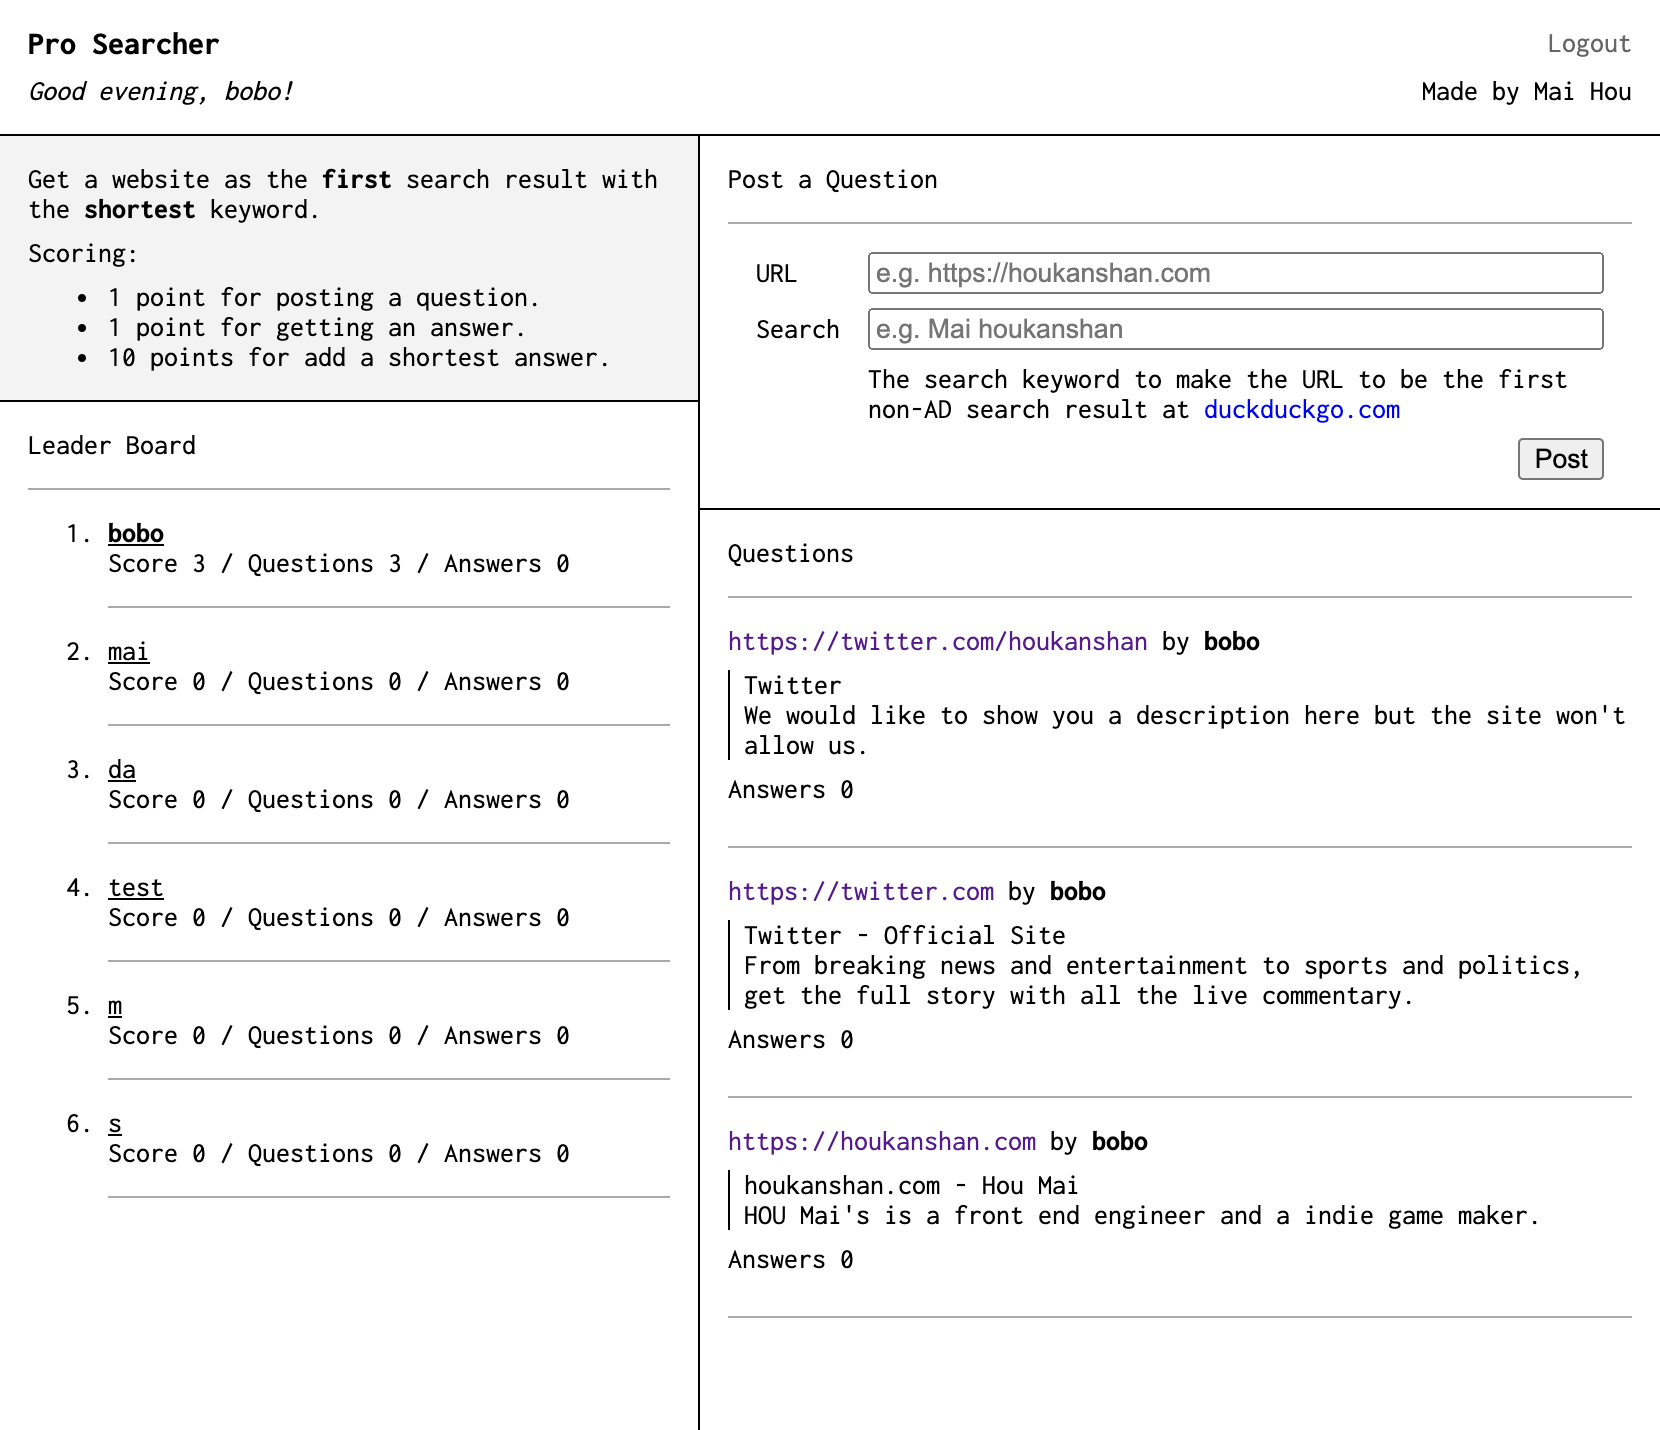 Pro Searcher
Logout
Good evening, bobo!
Made by Mai Hou
Get a website as the first search result with
the shortest keyword.
Scoring:
• 1 point for posting a question.
• 1 point for getting an answer.
• 10 points for add a shortest answer.
Leader Board
1. bobo
Score 3 / Questions 3 / Answers 0
2. mai
Score 0 / Questions 0 / Answers 0
3. da
Score 0 / Questions 0 / Answers 0
4. test
Score 0 / Questions 0 / Answers 0
5. m
Score 0 / Questions 0 / Answers 0
6. s
Score 0 / Questions 0 / Answers 0
Post a Question
URL e.g. https://houkanshan.com
Search e.g. Mai houkanshan
The search keyword to make the URL to be the first
non-AD search result at duckduckgo.com
Post
Questions
https://twitter.com/houkanshan by bobo
Twitter
We would like to show you a description here but the site won't
allow us.
Answers 0
https://twitter.com by bobo
Twitter - Official Site
From breaking news and entertainment to sports and politics,
get the full story with all the live commentary.
Answers 0
https://houkanshan.com by bobo
houkanshan.com - Hou Mai
HOU Mai's is a front end engineer and a indie game maker.
Answers 0